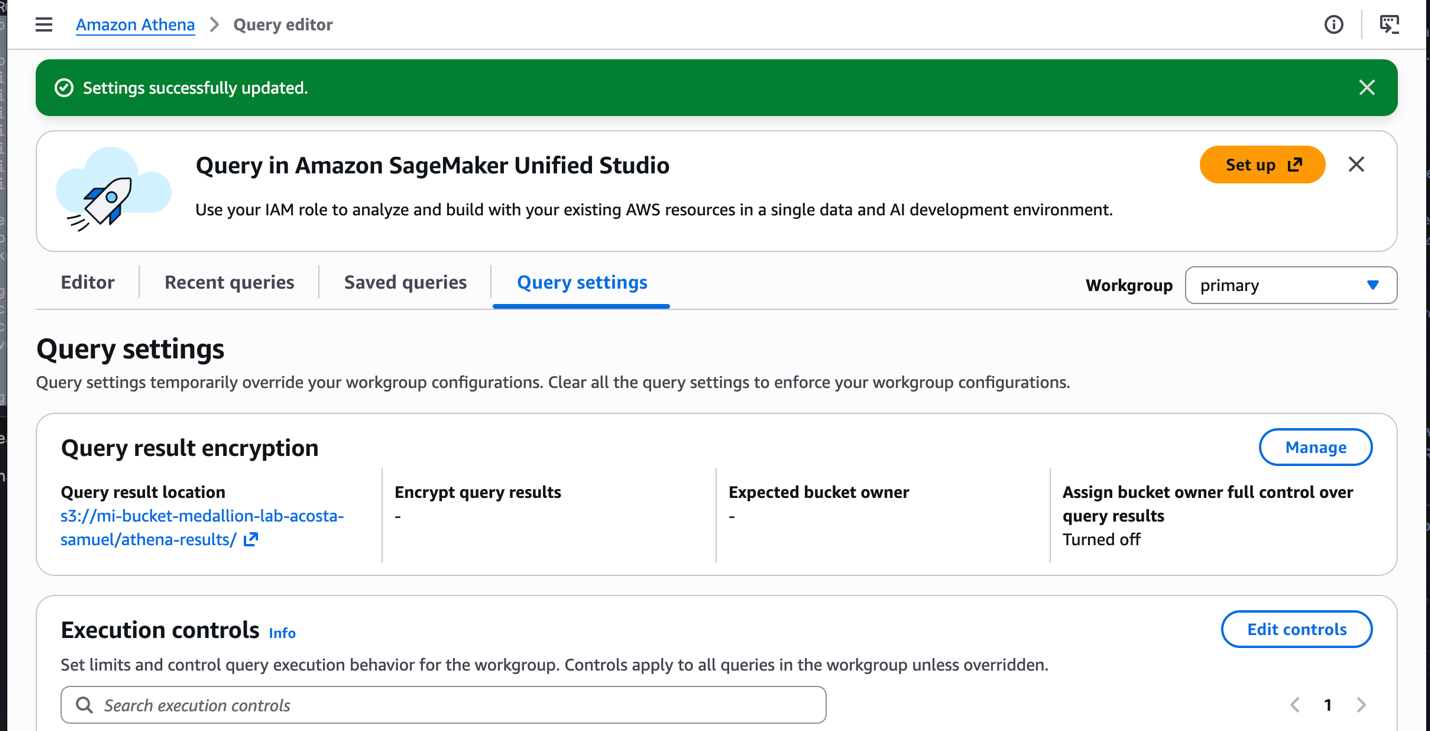 Amazon Athena > Query editor
Settings successfully updated.
Query in Amazon SageMaker Unified Studio
Set up
Use your IAM role to analyze and build with your existing AWS resources in a single data and AI development environment.
Editor
Recent queries
Saved queries
Query settings
Workgroup
primary
Query settings
Query settings temporarily override your workgroup configurations. Clear all the query settings to enforce your workgroup configurations.
Query result encryption
Manage
Query result location
s3://mi-bucket-medallion-lab-acosta-
samuel/athena-results/
Encrypt query results
-
Expected bucket owner
-
Assign bucket owner full control over
query results
Turned off
Execution controls Info
Edit controls
Set limits and control query execution behavior for the workgroup. Controls apply to all queries in the workgroup unless overridden.
Search execution controls
< 1 >